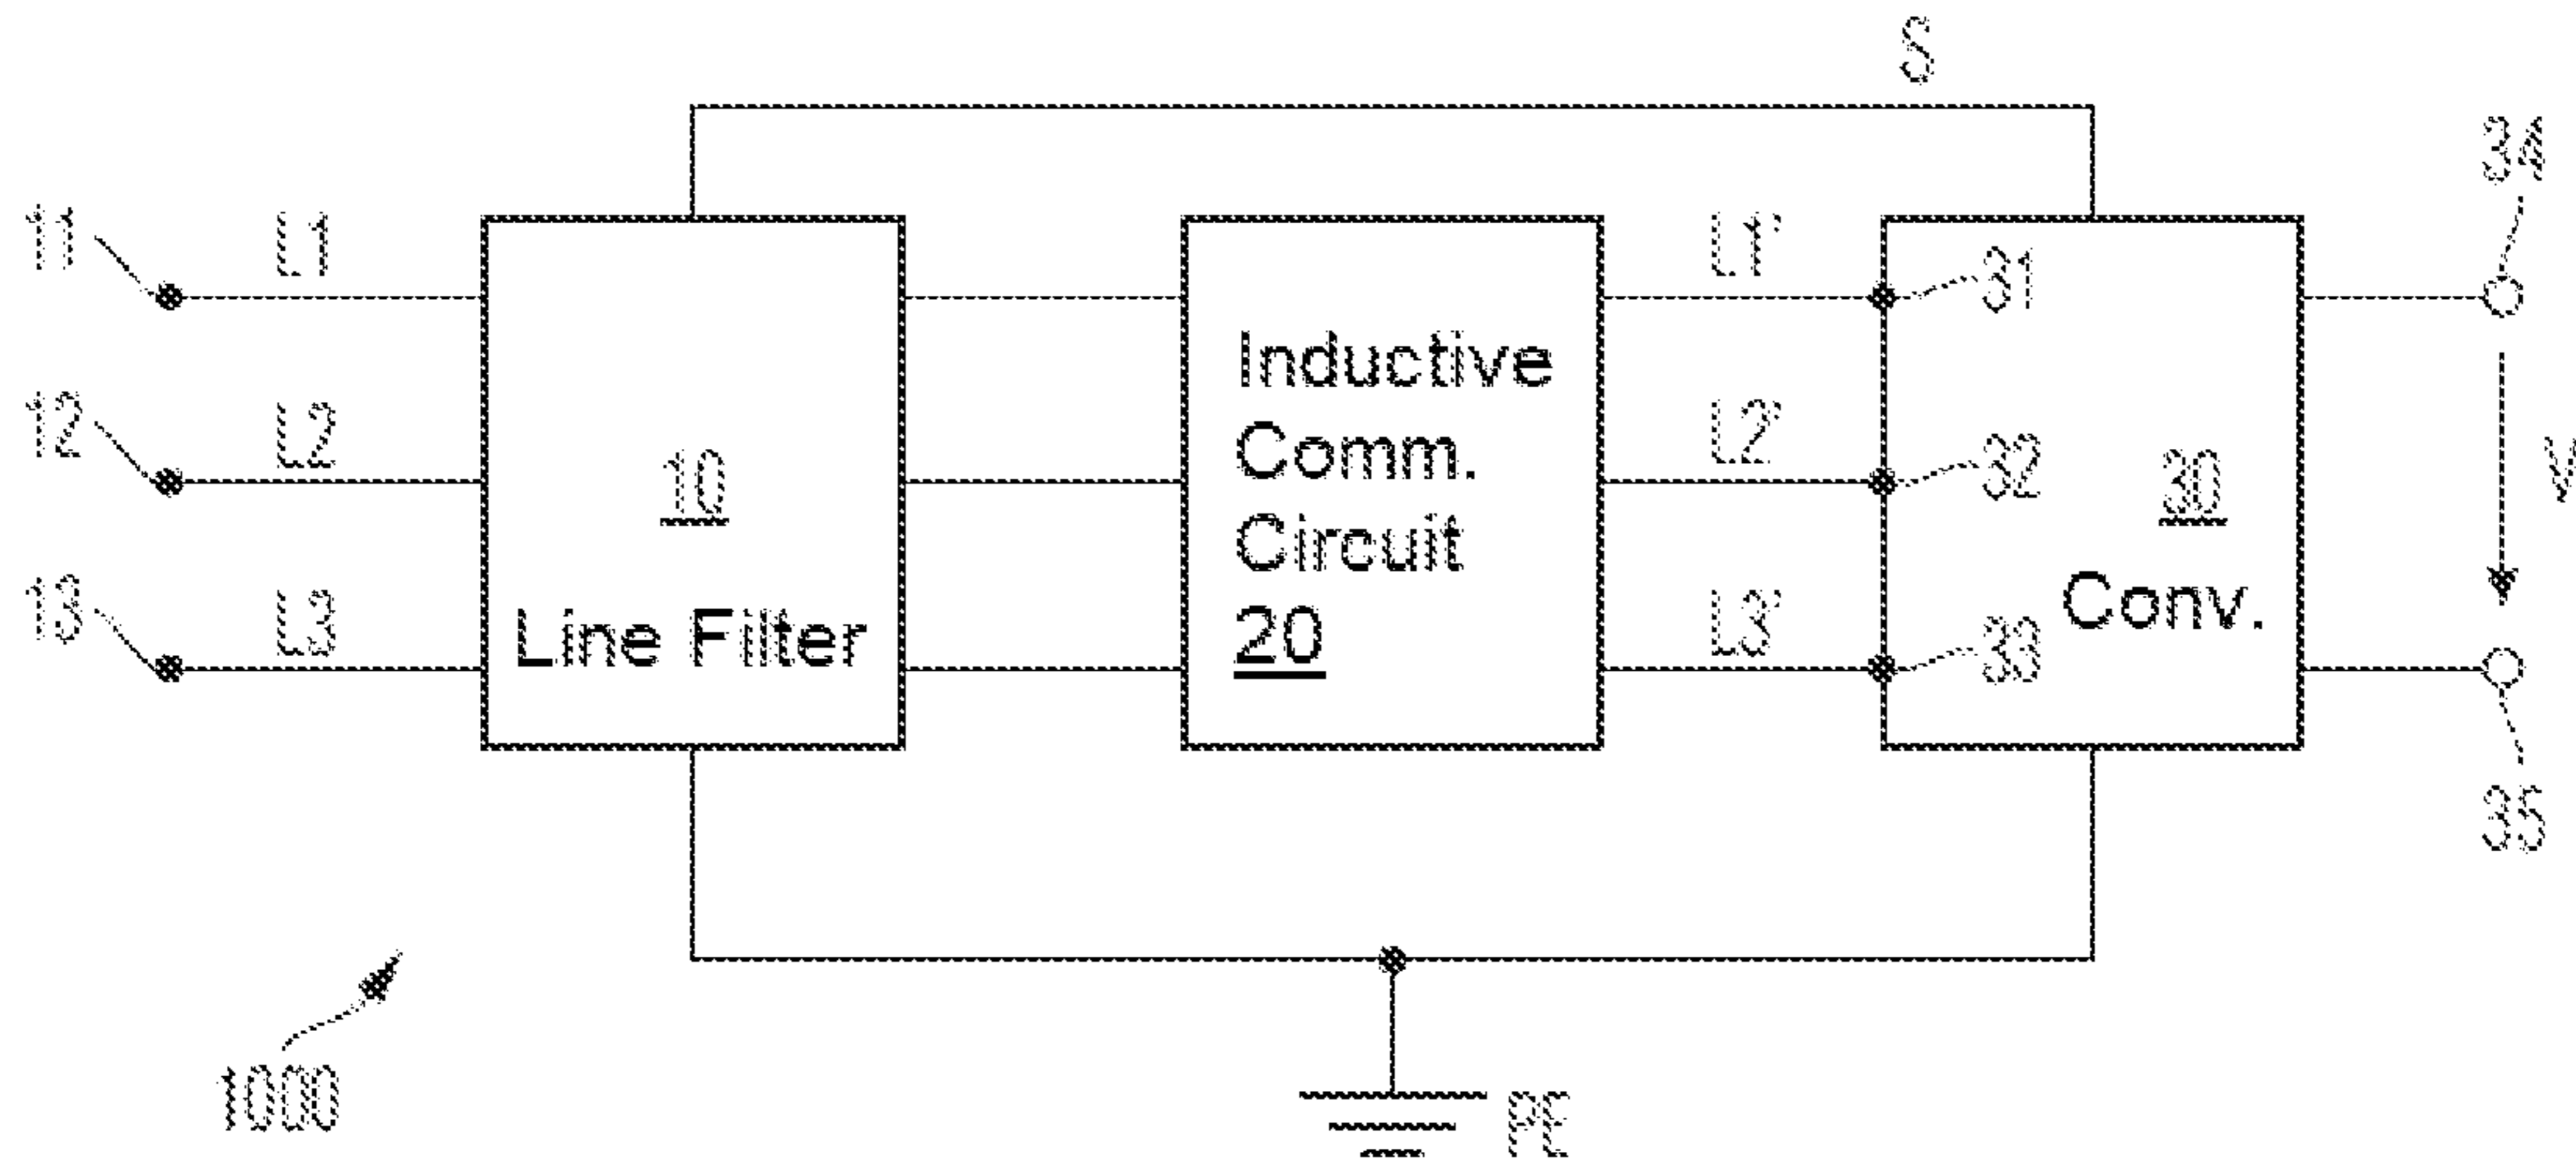 S
34
11
L1
L1'
31
Inductive
Comm.
Circuit
20
12
L2
10
L2'
32
30
V
13
L3
Line Filter
L3'
33
Conv.
35
1000
PE